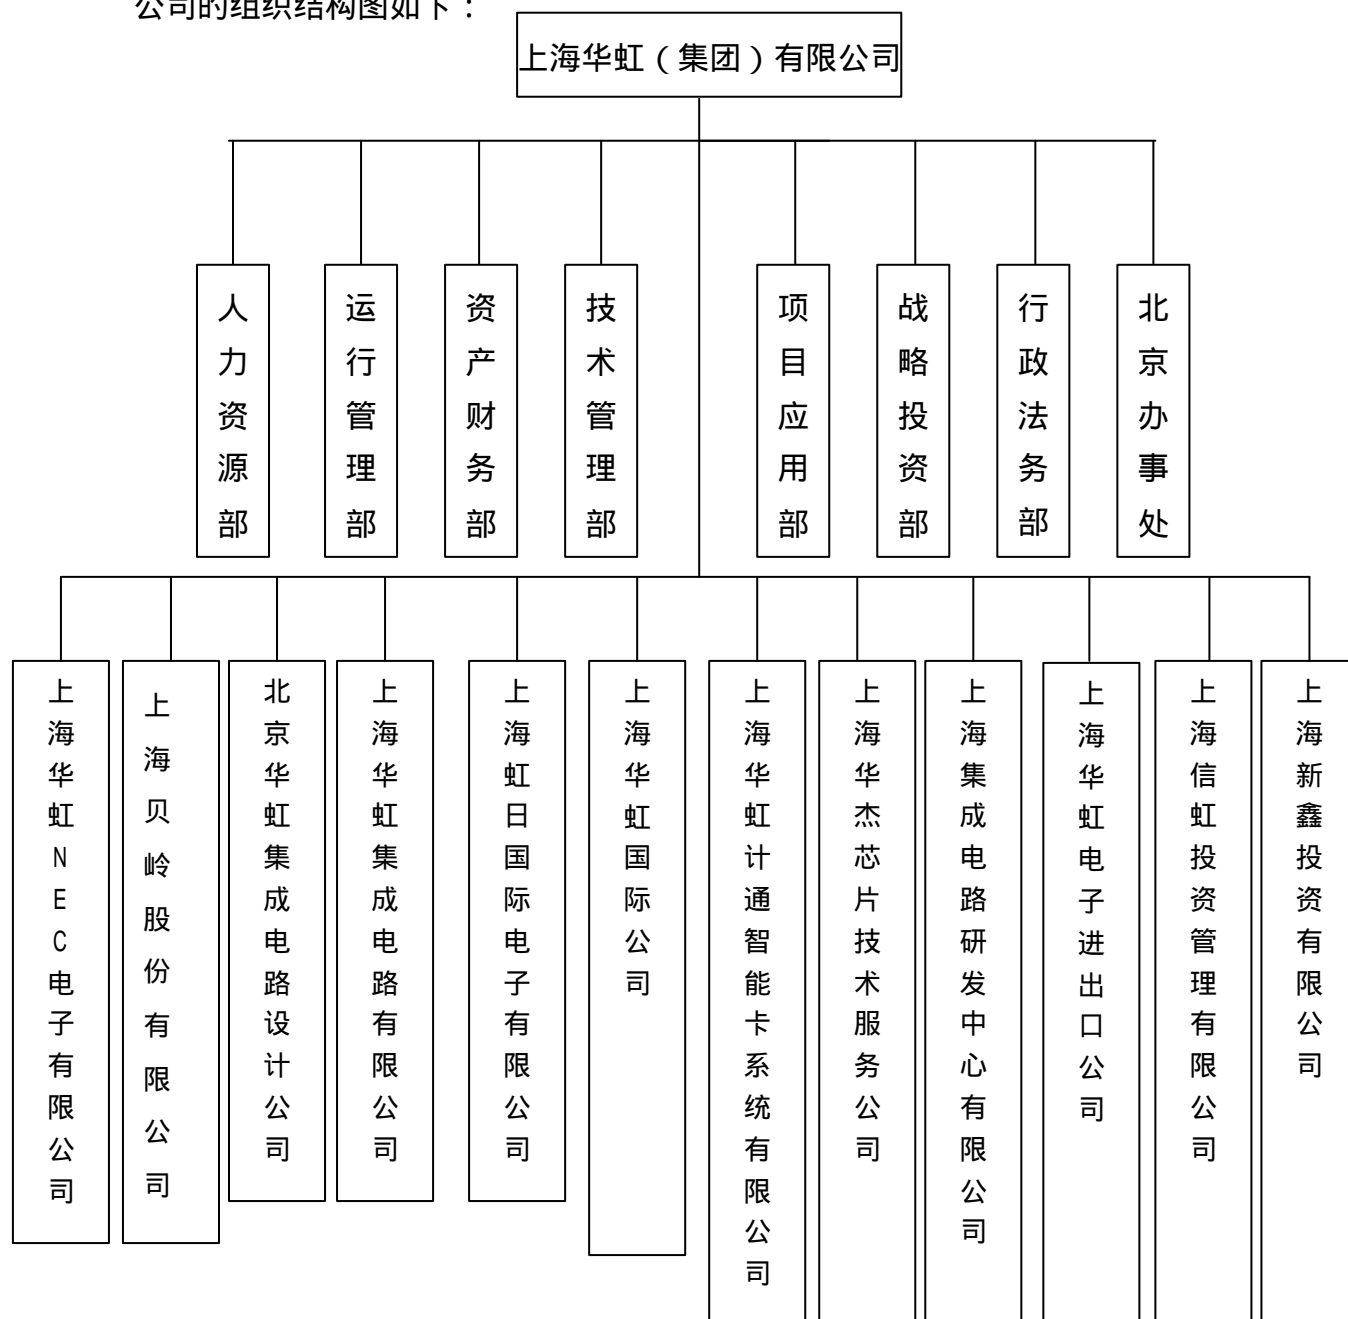 公司的组织结构图如下：
上海华虹（集团）有限公司
人力资源部
运行管理部
资产财务部
技术管理部
项目应用部
战略投资部
行政法务部
北京办事处
上海华虹NEC电子有限公司
上海贝岭股份有限公司
北京华虹集成电路设计公司
上海华虹集成电路有限公司
上海虹日国际电子有限公司
上海华虹国际公司
上海华虹计通智能卡系统有限公司
上海华杰芯片技术服务公司
上海集成电路研发中心有限公司
上海华虹电子进出口公司
上海信虹投资管理有限公司
上海新鑫投资有限公司